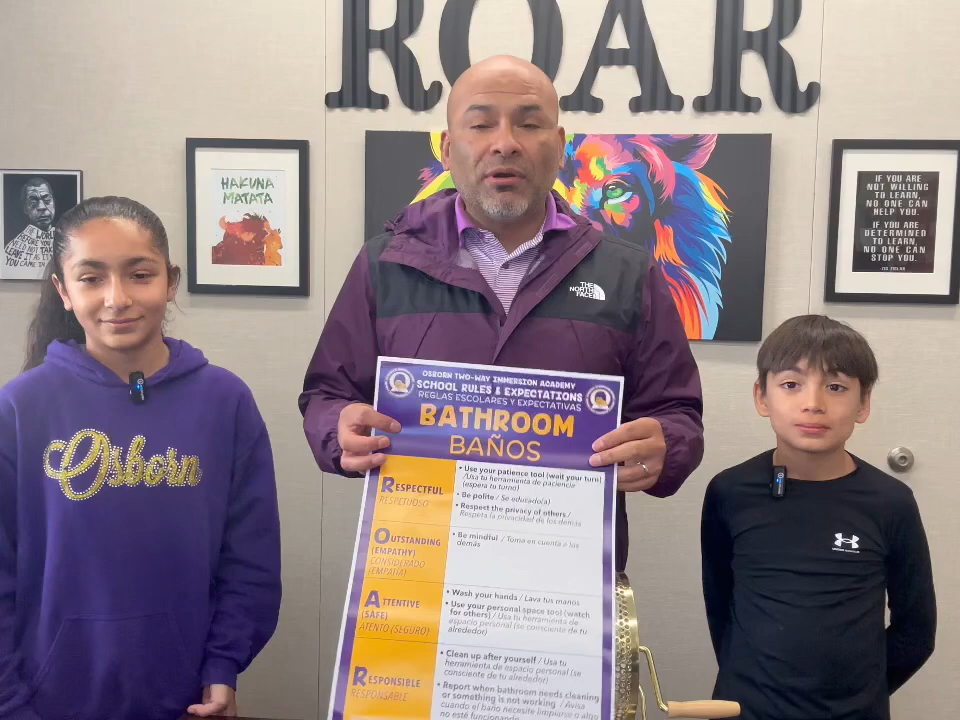 ROAR
HAKUNA
MATATA
IF YOU ARE
NOT WILLING
TO LEARN,
NO ONE CAN
HELP YOU.
IF YOU ARE
DETERMINED
TO LEARN,
NO ONE CAN
STOP YOU.
THE
NORTH
FACE
Osborn
UNDER ARMOUR
OSBORN TWO-WAY IMMERSION ACADEMY
SCHOOL RULES & EXPECTATIONS
REGLAS ESCOLARES Y EXPECTATIVAS
BATHROOM
BAÑOS
RESPECTFUL
RESPETUOSO
• Use your patience tool (wait your turn)
/Usa tu herramienta de paciencia
(espera tu turno)
• Be polite / Se educado(a)
• Respect the privacy of others /
Respeta la privacidad de los demás
OUTSTANDING
(EMPATHY)
CONSIDERADO
(EMPATÍA)
• Be mindful / Toma en cuenta a los
demás
ATTENTIVE
(SAFE)
ATENTO (SEGURO)
• Wash your hands / Lava tus manos
• Use your personal space tool (watch
for others) / Usa tu herramienta de
espacio personal (se consciente de tu
alrededor)
RESPONSIBLE
RESPONSABLE
• Clean up after yourself / Usa tu
herramienta de espacio personal (se
consciente de tu alrededor)
• Report when bathroom needs cleaning
or something is not working / Avisa
cuando el baño necesite limpiarse o algo
no esté funcionando